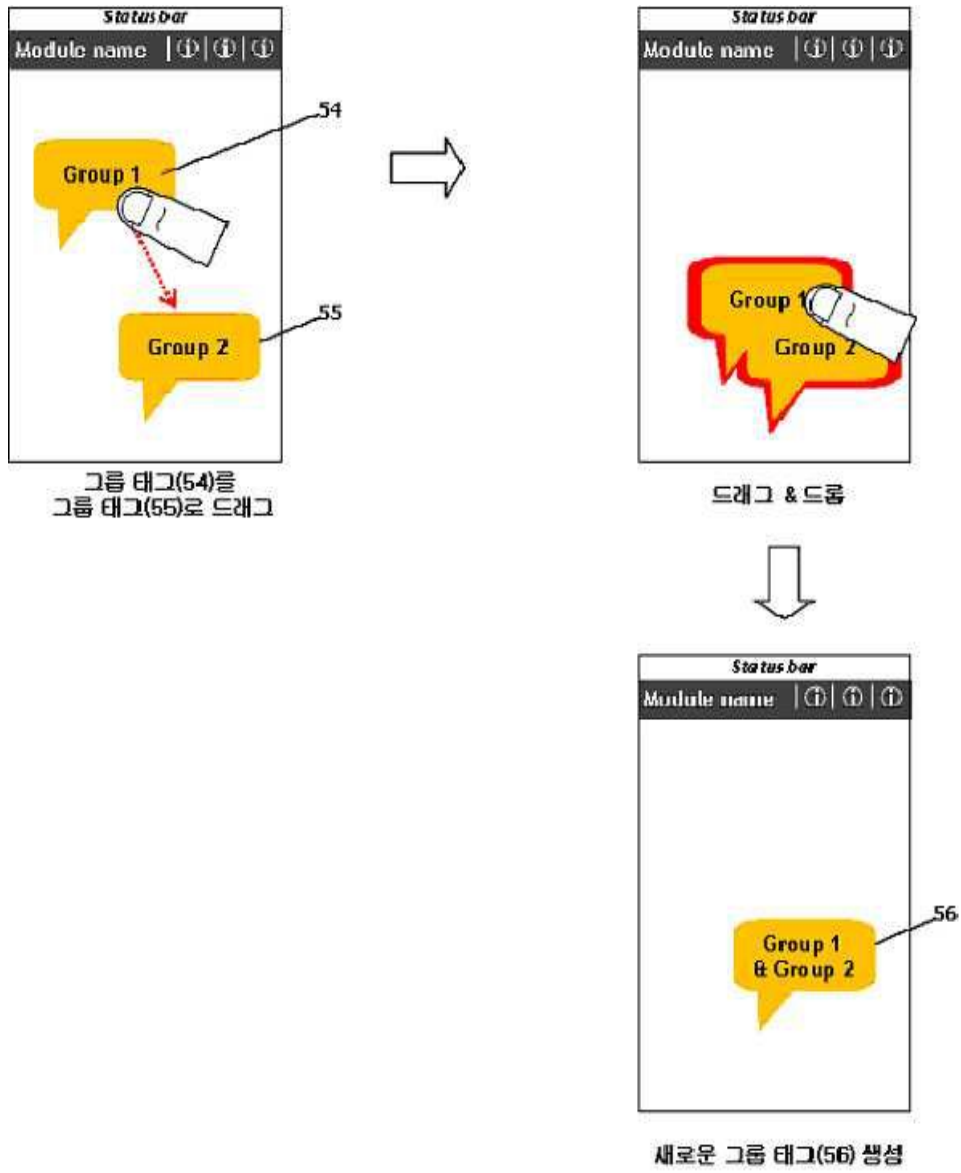 Status bar
Module name
54
Group 1
55
Group 2
그룹 태그(54)를
그룹 태그(55)로 드래그
Status bar
Module name
Group 1
Group 2
드래그 & 드롭
Status bar
Module name
56
Group 1
& Group 2
새로운 그룹 태그(56) 생성